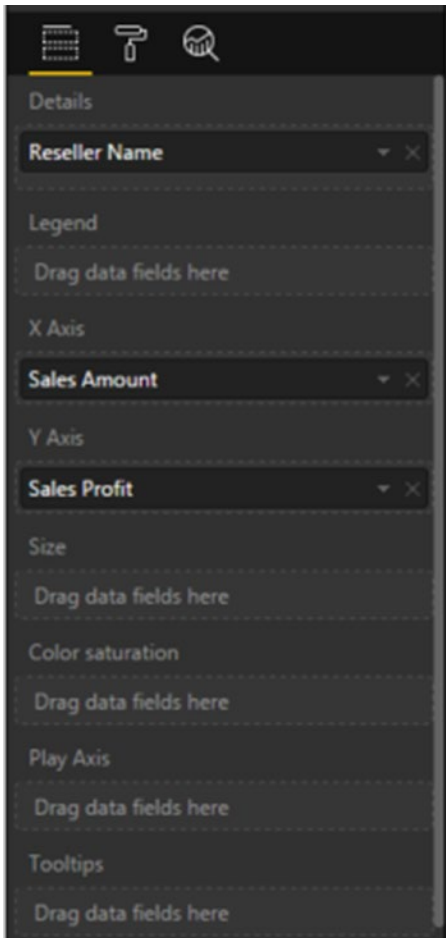 Details
Reseller Name
Legend
Drag data fields here
X Axis
Sales Amount
Y Axis
Sales Profit
Size
Drag data fields here
Color saturation
Drag data fields here
Play Axis
Drag data fields here
Tooltips
Drag data fields here